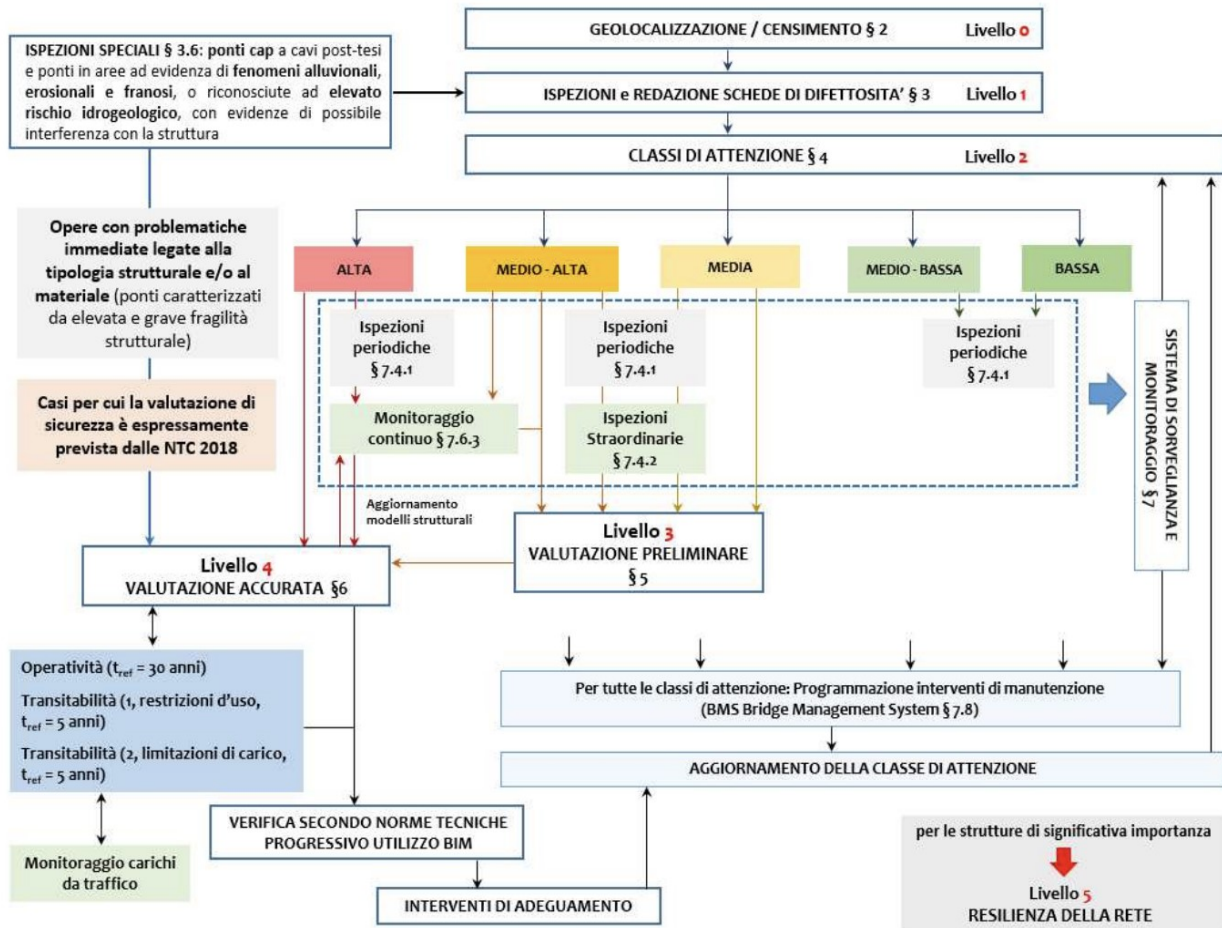 GEOLOCALIZZAZIONE / CENSIMENTO § 2 Livello 0
ISPEZIONI SPECIALI § 3.6: ponti cap a cavi post-tesi
e ponti in aree ad evidenza di fenomeni alluvionali,
erosionali e franosi, o riconosciute ad elevato
rischio idrogeologico, con evidenze di possibile
interferenza con la struttura
ISPEZIONI e REDAZIONE SCHEDE DI DIFETTOSITA’ § 3 Livello 1
CLASSI DI ATTENZIONE § 4 Livello 2
Opere con problematiche
immediate legate alla
tipologia strutturale e/o al
materiale (ponti caratterizzati
da elevata e grave fragilità
strutturale)
Casi per cui la valutazione di
sicurezza è espressamente
prevista dalle NTC 2018
ALTA
MEDIO - ALTA
MEDIA
MEDIO - BASSA
BASSA
Ispezioni
periodiche
§ 7.4.1
Ispezioni
periodiche
§ 7.4.1
Ispezioni
periodiche
§ 7.4.1
Monitoraggio
continuo § 7.6.3
Ispezioni
Straordinarie
§ 7.4.2
SISTEMA DI SORVEGLIANZA E
MONITORAGGIO §7
Aggiornamento
modelli strutturali
Livello 3
VALUTAZIONE PRELIMINARE
§ 5
Livello 4
VALUTAZIONE ACCURATA §6
Operatività (tref = 30 anni)
Transitabilità (1, restrizioni d’uso,
tref = 5 anni)
Transitabilità (2, limitazioni di carico,
tref = 5 anni)
Per tutte le classi di attenzione: Programmazione interventi di manutenzione
(BMS Bridge Management System § 7.8)
AGGIORNAMENTO DELLA CLASSE DI ATTENZIONE
VERIFICA SECONDO NORME TECNICHE
PROGRESSIVO UTILIZZO BIM
Monitoraggio carichi
da traffico
INTERVENTI DI ADEGUAMENTO
per le strutture di significativa importanza
Livello 5
RESILIENZA DELLA RETE